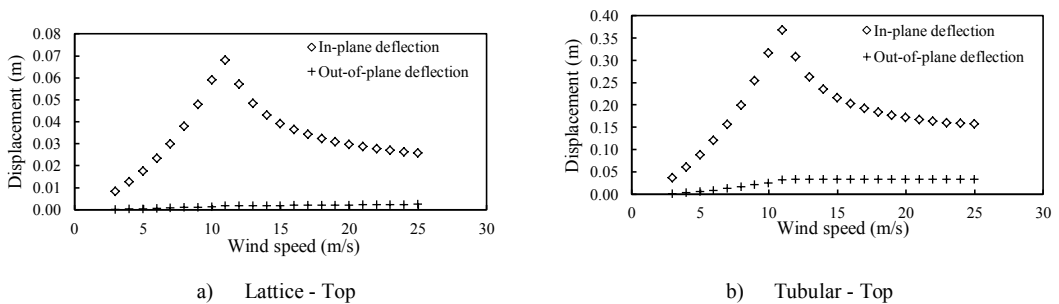 0.08
0.07
0.06
0.05
0.04
0.03
0.02
0.01
0.00
Displacement (m)
In-plane deflection
Out-of-plane deflection
0 5 10 15 20 25 30
Wind speed (m/s)
a) Lattice - Top
0.40
0.35
0.30
0.25
0.20
0.15
0.10
0.05
0.00
Displacement (m)
In-plane deflection
Out-of-plane deflection
0 5 10 15 20 25 30
Wind speed (m/s)
b) Tubular - Top